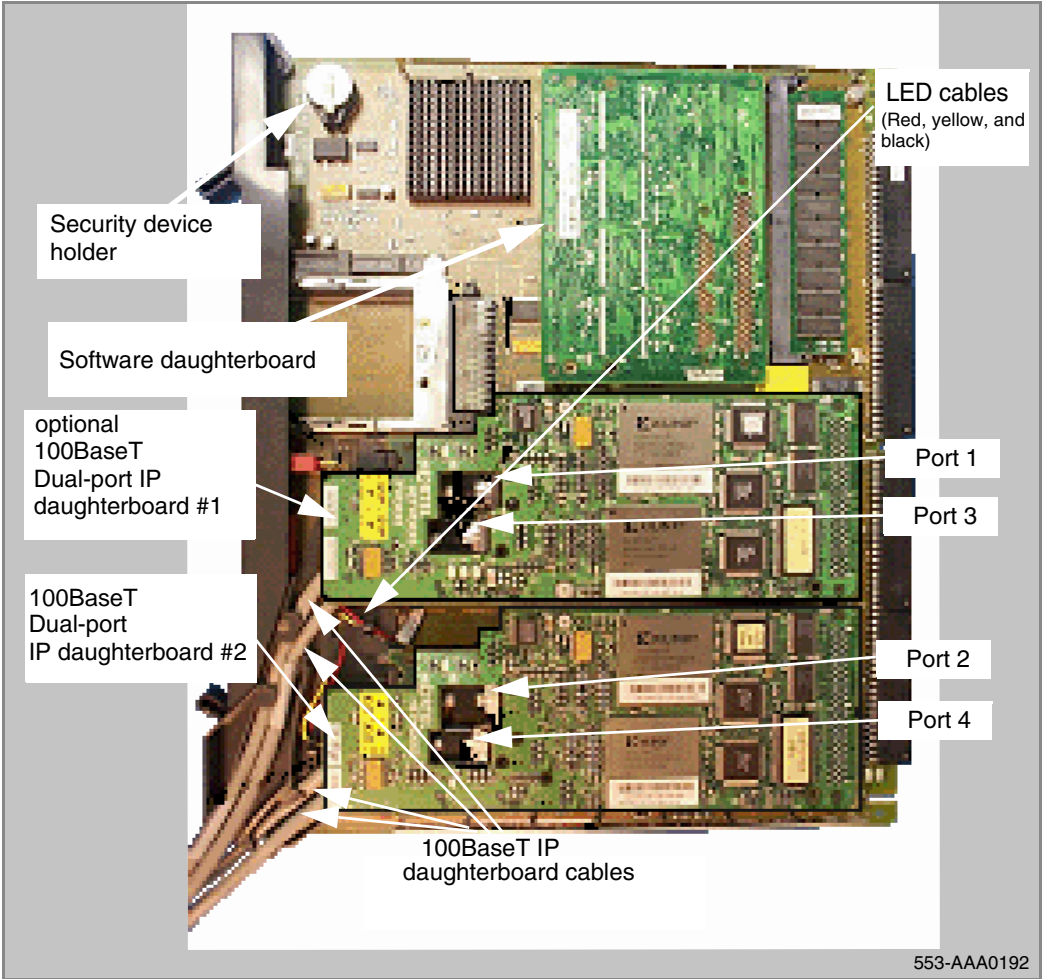 LED cables
(Red, yellow, and
black)
Security device
holder
Software daughterboard
optional
100BaseT
Dual-port IP
daughterboard #1
Port 1
Port 3
100BaseT
Dual-port
IP daughterboard #2
Port 2
Port 4
100BaseT IP
daughterboard cables
553-AAA0192